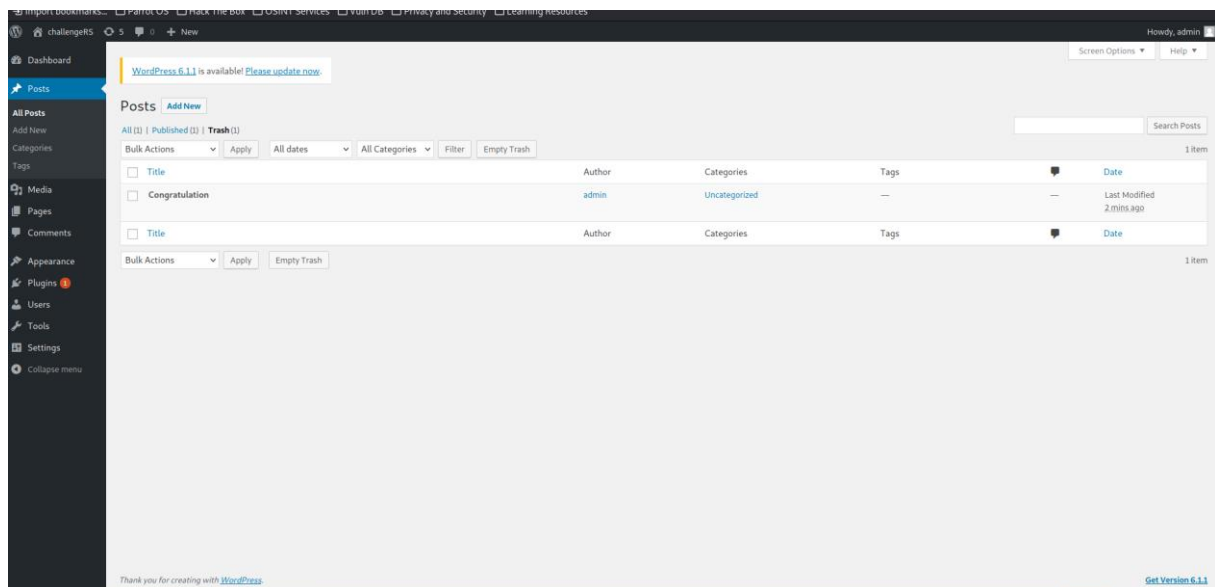 Import bookmarks... Parrot OS Hack The Box OSINT Services Vuln DB Privacy and Security Learning Resources
challengeRS 5 0 + New Howdy, admin
Screen Options ▼ Help ▼
Dashboard
WordPress 6.1.1 is available! Please update now.
Posts
Posts Add New
All Posts
Add New
Categories
Tags
Media
Pages
Comments
Appearance
Plugins 1
Users
Tools
Settings
Collapse menu
All (1) | Published (1) | Trash (1)
Search Posts
Bulk Actions Apply All dates All Categories Filter Empty Trash 1 item
Title Author Categories Tags Date
Congratulation admin Uncategorized — — Last Modified
2 mins ago
Title Author Categories Tags Date
Bulk Actions Apply Empty Trash 1 item
Thank you for creating with WordPress. Get Version 6.1.1